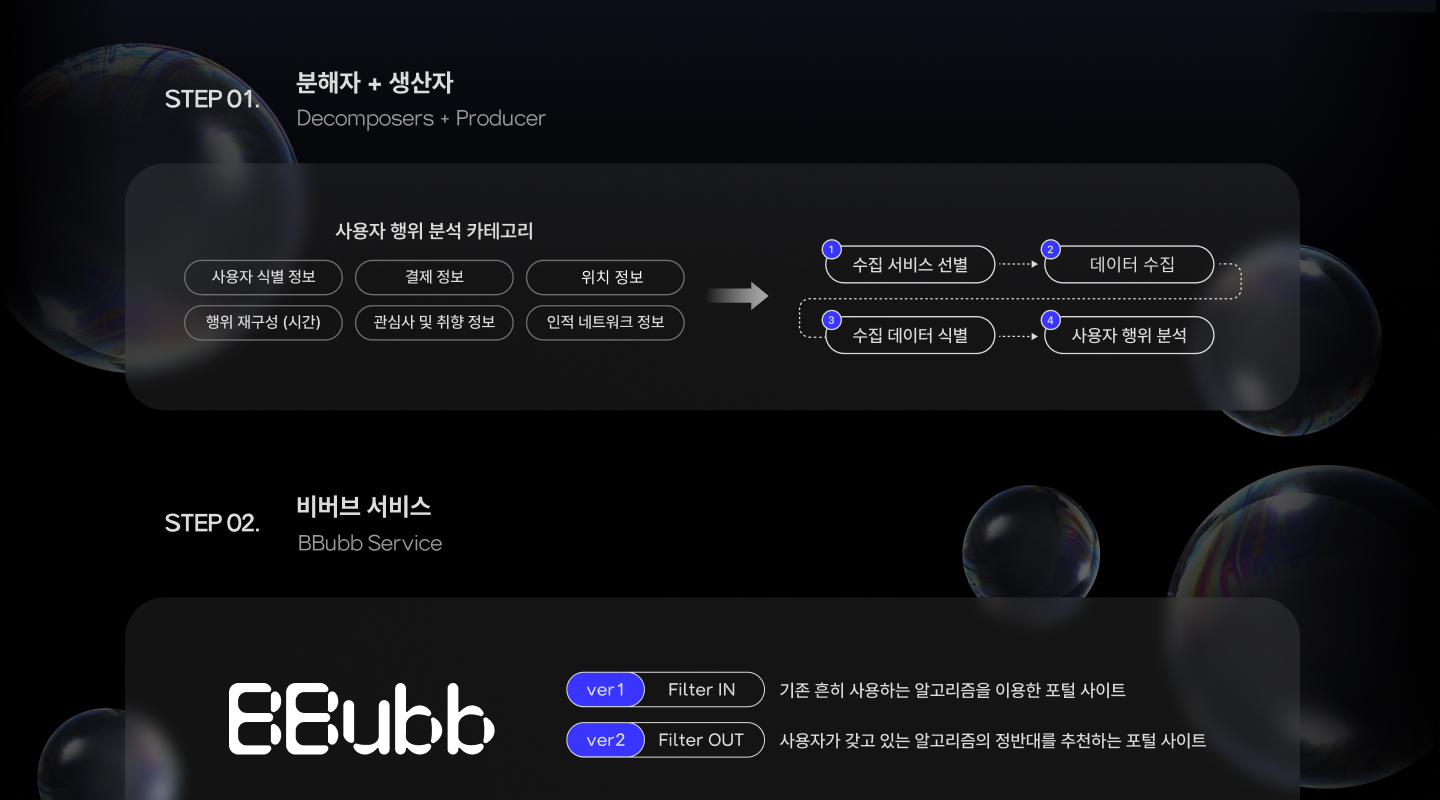 STEP 01.
분해자 + 생산자
Decomposers + Producer
사용자 행위 분석 카테고리
사용자 식별 정보
결제 정보
위치 정보
행위 재구성 (시간)
관심사 및 취향 정보
인적 네트워크 정보
1
수집 서비스 선별
2
데이터 수집
3
수집 데이터 식별
4
사용자 행위 분석
STEP 02.
비버브 서비스
BBubb Service
BBubb
ver1 Filter IN 기존 흔히 사용하는 알고리즘을 이용한 포털 사이트
ver2 Filter OUT 사용자가 갖고 있는 알고리즘의 정반대를 추천하는 포털 사이트